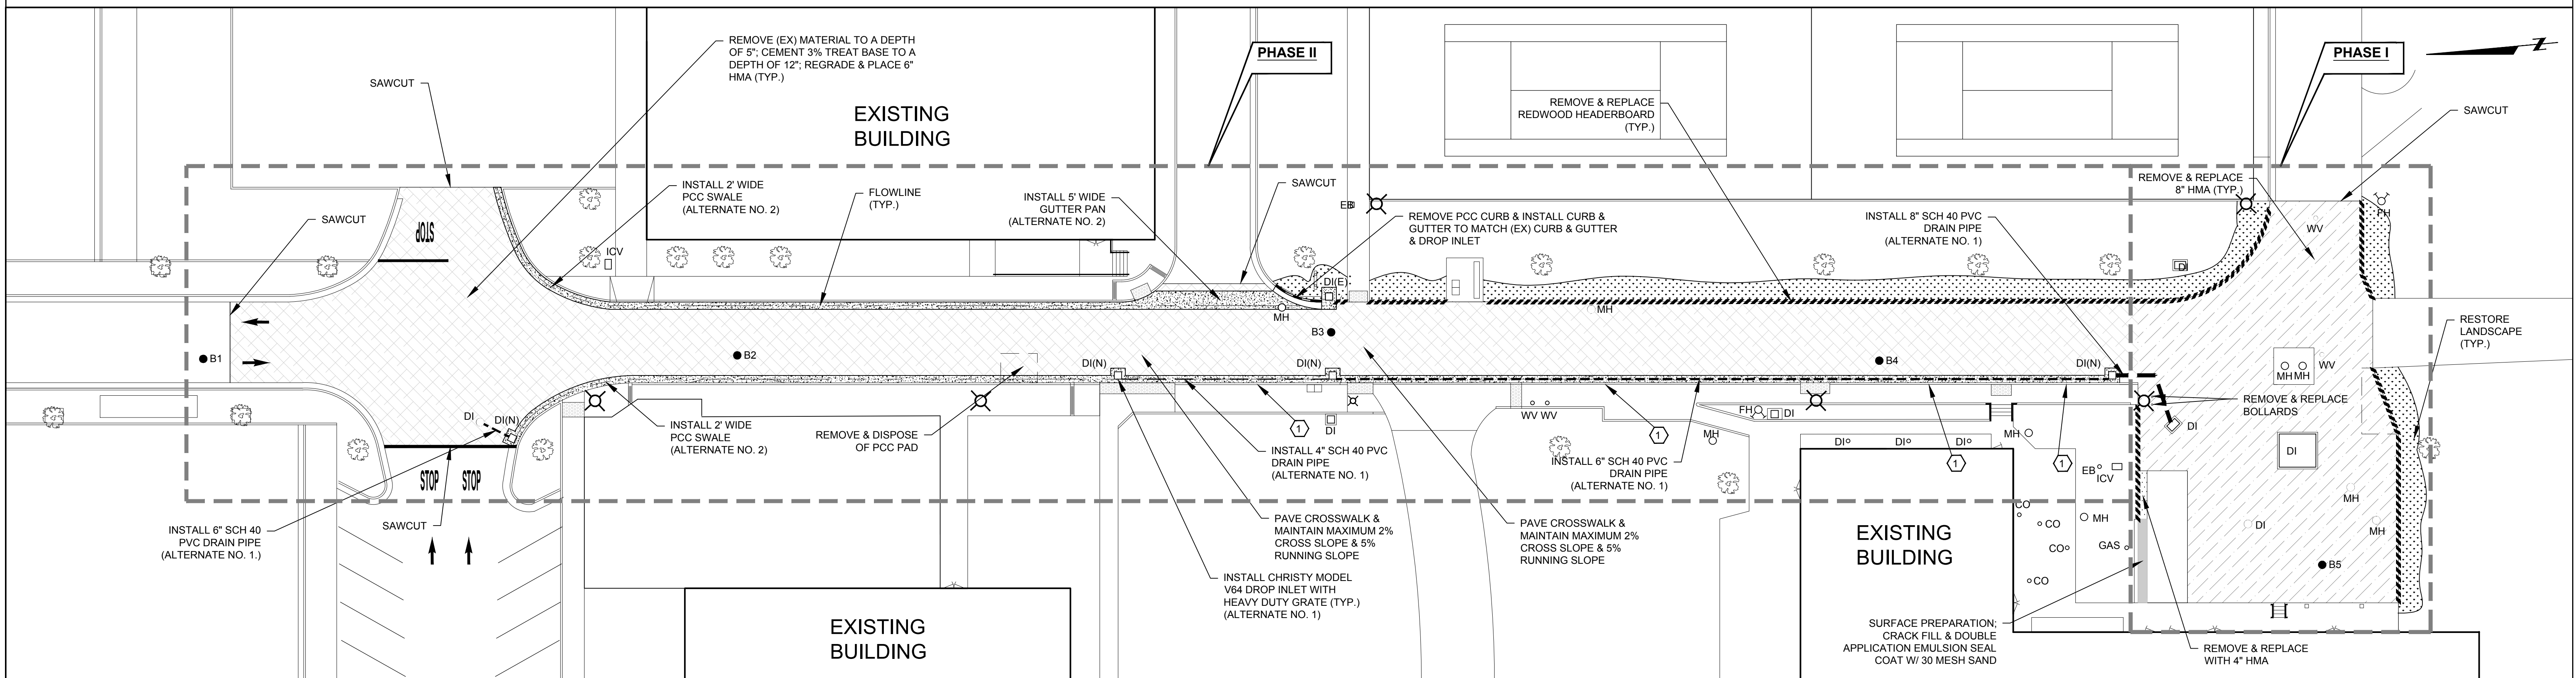 REMOVE (EX) MATERIAL TO A DEPTH
OF 5"; CEMENT 3% TREAT BASE TO A
DEPTH OF 12"; REGRADE & PLACE 6"
HMA (TYP.)
SAWCUT
EXISTING
BUILDING
PHASE II
REMOVE & REPLACE
REDWOOD HEADERBOARD
(TYP.)
PHASE I
Z
SAWCUT
SAWCUT
STOP
INSTALL 2' WIDE
PCC SWALE
(ALTERNATE NO. 2)
FLOWLINE
(TYP.)
INSTALL 5' WIDE
GUTTER PAN
(ALTERNATE NO. 2)
SAWCUT
EB
REMOVE PCC CURB & INSTALL CURB &
GUTTER TO MATCH (EX) CURB & GUTTER
& DROP INLET
INSTALL 8" SCH 40 PVC
DRAIN PIPE
(ALTERNATE NO. 1)
REMOVE & REPLACE
8" HMA (TYP.)
WV
FH
ICV
DI(E)
DI
MH
MH
B1
B2
B3
B4
DI(N)
DI(N)
DI(N)
WV
MH MH
RESTORE
LANDSCAPE
(TYP.)
DI
DI(N)
INSTALL 2' WIDE
PCC SWALE
(ALTERNATE NO. 2)
REMOVE & DISPOSE
OF PCC PAD
1
DI
INSTALL 4" SCH 40 PVC
DRAIN PIPE
(ALTERNATE NO. 1)
WV WV
INSTALL 6" SCH 40 PVC
DRAIN PIPE
(ALTERNATE NO. 1)
1
MH
FH
DI
DI
DI
DI
1
MH
1
EB
ICV
REMOVE & REPLACE
BOLLARDS
DI
DI
WV
MH
MH
DI
B5
STOP
STOP
SAWCUT
INSTALL 6" SCH 40
PVC DRAIN PIPE
(ALTERNATE NO. 1.)
PAVE CROSSWALK &
MAINTAIN MAXIMUM 2%
CROSS SLOPE & 5%
RUNNING SLOPE
PAVE CROSSWALK &
MAINTAIN MAXIMUM 2%
CROSS SLOPE & 5%
RUNNING SLOPE
INSTALL CHRISTY MODEL
V64 DROP INLET WITH
HEAVY DUTY GRATE (TYP.)
(ALTERNATE NO. 1)
EXISTING
BUILDING
EXISTING
BUILDING
CO
CO
CO
CO
MH
GAS
SURFACE PREPARATION;
CRACK FILL & DOUBLE
APPLICATION EMULSION SEAL
COAT W/ 30 MESH SAND
REMOVE & REPLACE
WITH 4" HMA